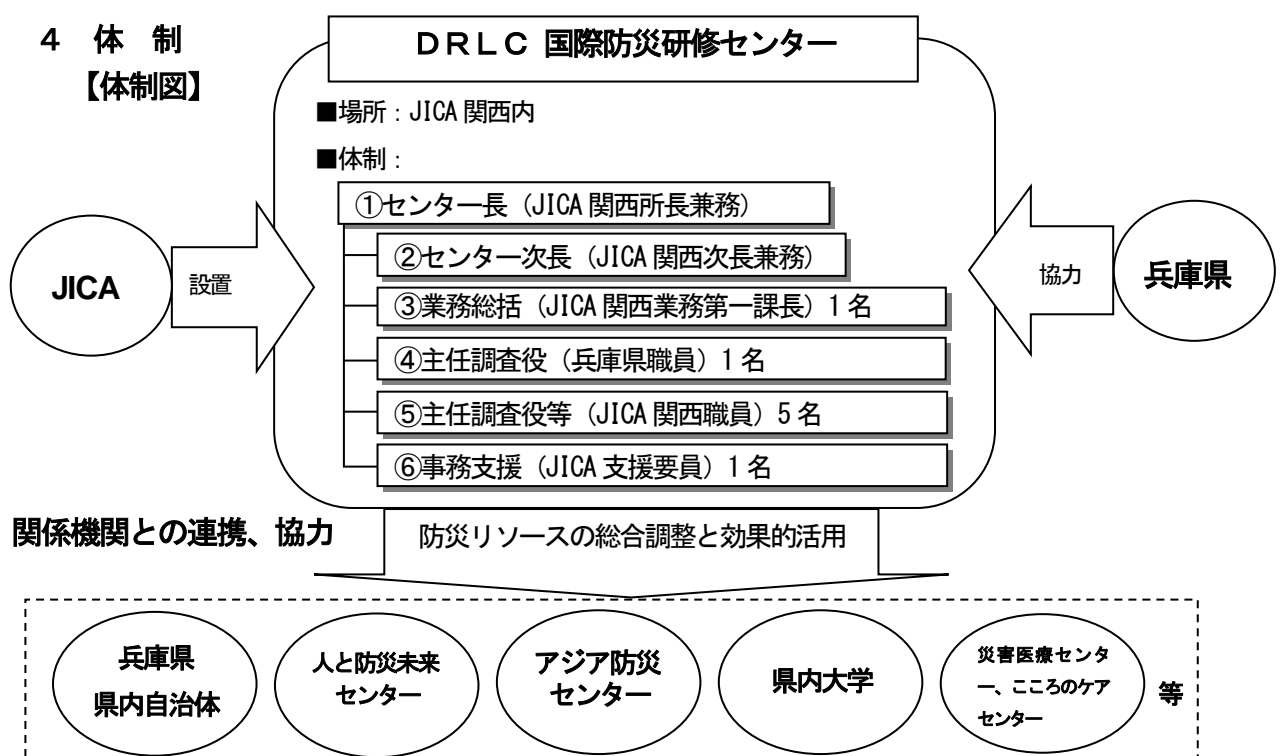 ４ 体 制
【体制図】
ＤＲＬＣ 国際防災研修センター
■場所：JICA 関西内
■体制：
①センター長（JICA 関西所長兼務）
②センター次長（JICA 関西次長兼務）
③業務総括（JICA 関西業務第一課長）1 名
④主任調査役（兵庫県職員）1 名
⑤主任調査役等（JICA 関西職員）5 名
⑥事務支援（JICA 支援要員）1 名
JICA
設置
協力
兵庫県
関係機関との連携、協力
防災リソースの総合調整と効果的活用
兵庫県
県内自治体
人と防災未来
センター
アジア防災
センター
県内大学
災害医療センタ
ー、こころのケア
センター
等